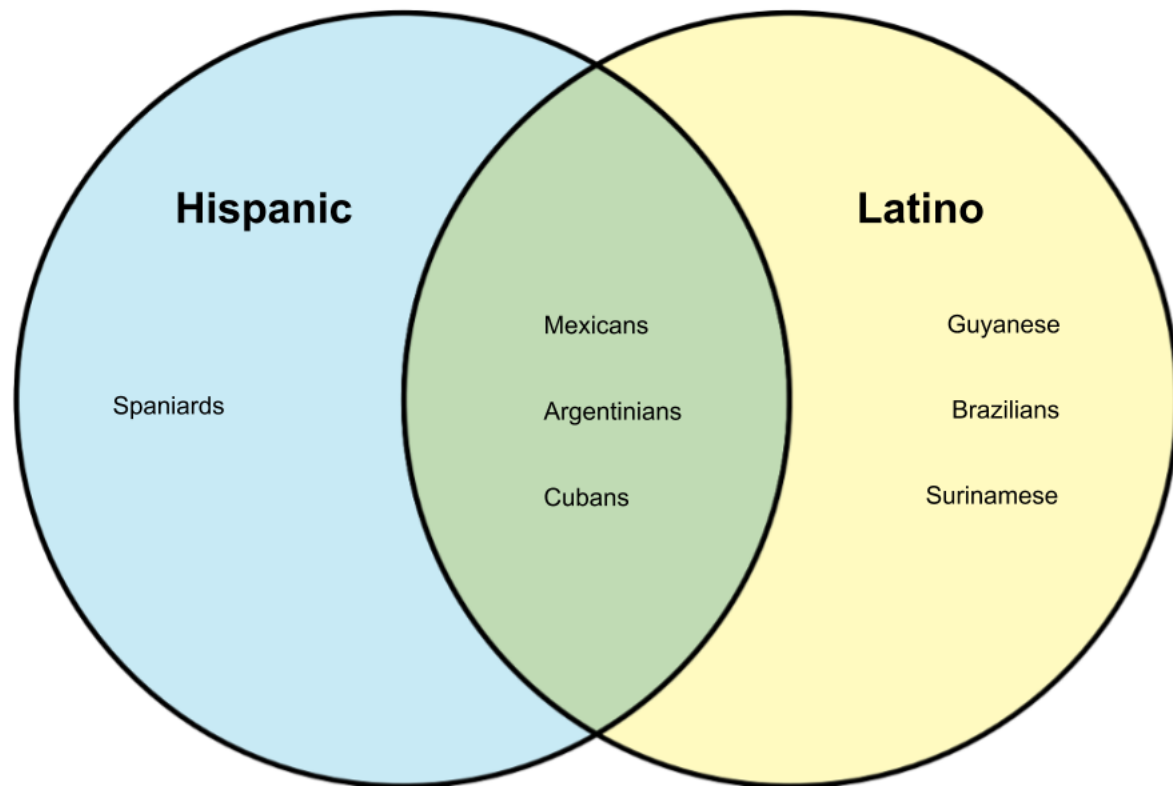 Hispanic
Latino
Spaniards
Mexicans
Argentinians
Cubans
Guyanese
Brazilians
Surinamese